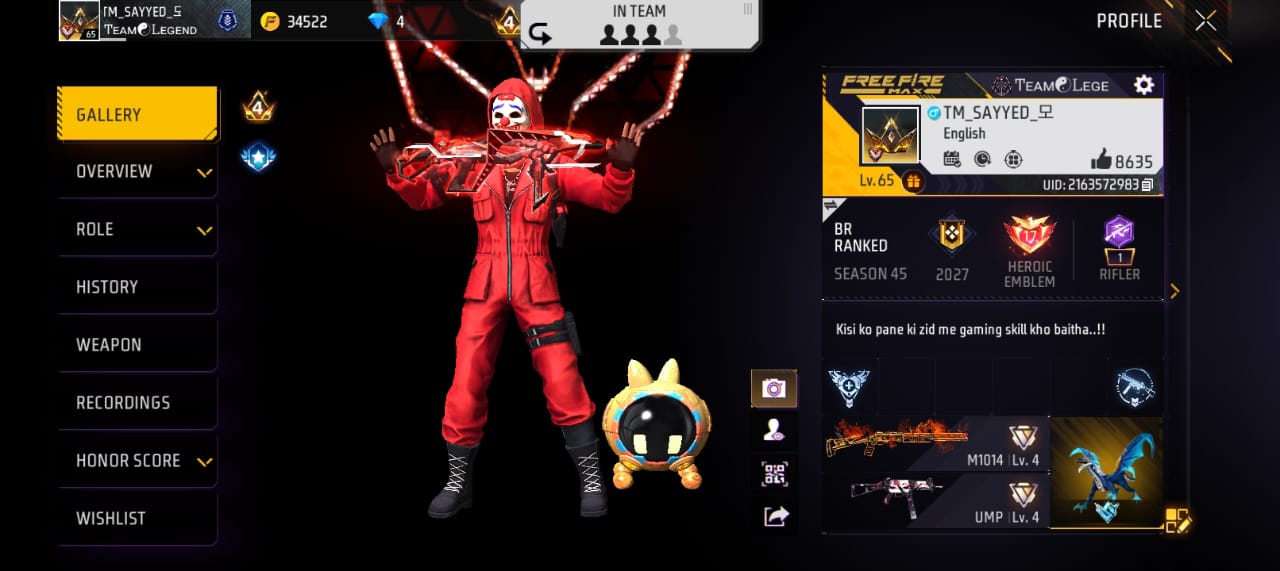 TM_SAYYED_모
65
TEAM☯LEGEND
34522
4
4
IN TEAM
PROFILE
GALLERY
OVERVIEW
ROLE
HISTORY
WEAPON
RECORDINGS
HONOR SCORE
WISHLIST
4
FREE FIRE
MAX
TEAM☯LEGE
TM_SAYYED_모
English
8635
Lv. 65
UID: 2163572983
BR
RANKED
SEASON 45
2027
17
HEROIC
EMBLEM
1
RIFLER
Kisi ko pane ki zid me gaming skill kho baitha..!!
M1014 Lv. 4
UMP Lv. 4